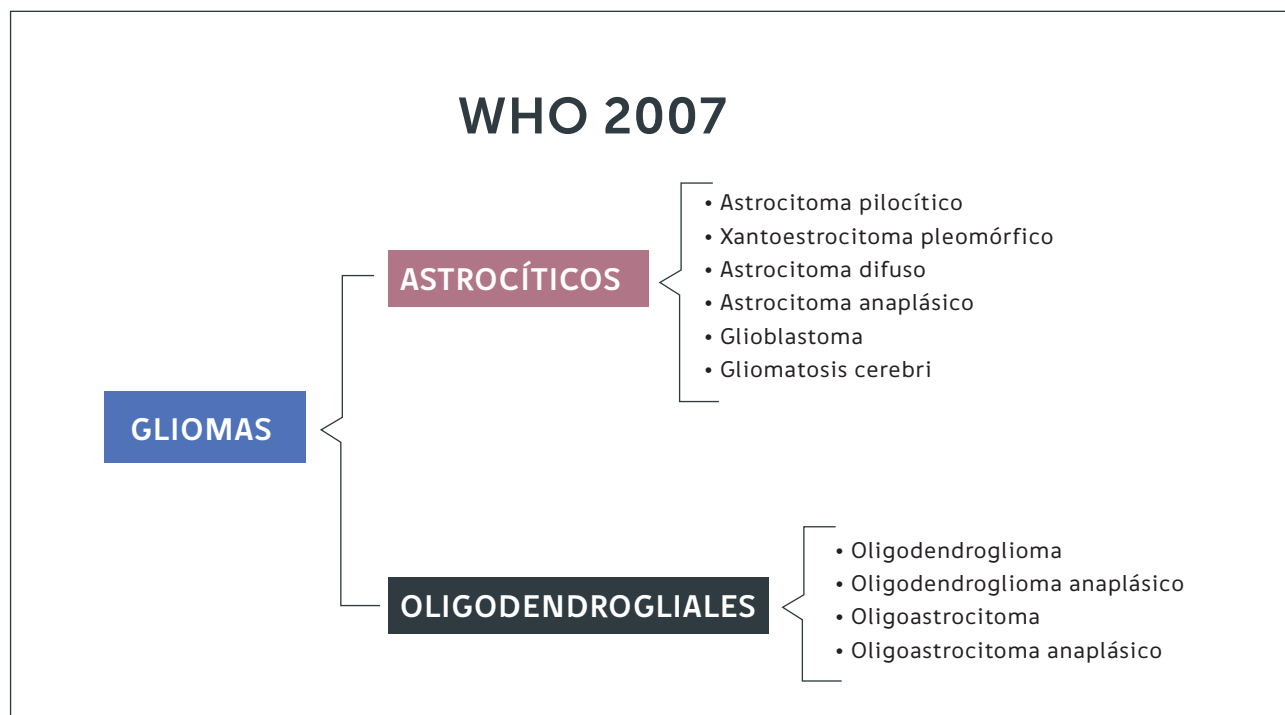 WHO 2007
GLIOMAS
ASTROCÍTICOS
• Astrocitoma pilocítico
• Xantoestrocitoma pleomórfico
• Astrocitoma difuso
• Astrocitoma anaplásico
• Glioblastoma
• Gliomatosis cerebri
OLIGODENDROGLIALES
• Oligodendroglioma
• Oligodendroglioma anaplásico
• Oligoastrocitoma
• Oligoastrocitoma anaplásico